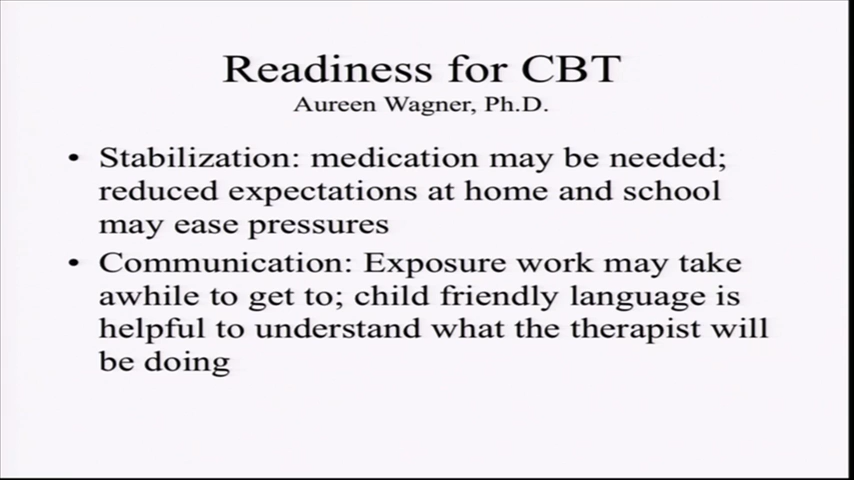 Readiness for CBT
Aureen Wagner, Ph.D.
• Stabilization: medication may be needed;
reduced expectations at home and school
may ease pressures
• Communication: Exposure work may take
awhile to get to; child friendly language is
helpful to understand what the therapist will
be doing